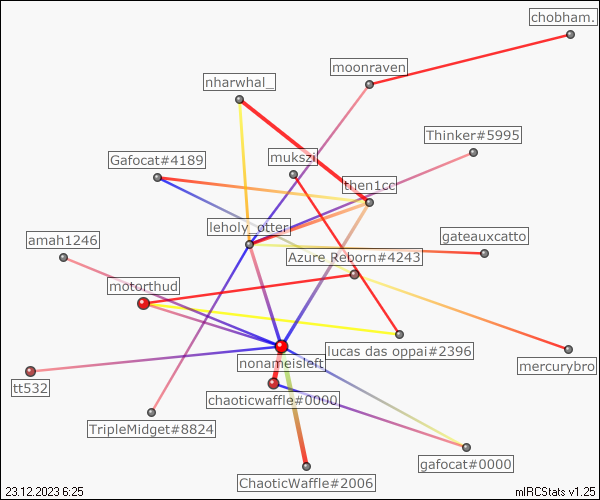 chobham.
moonraven
nharwhal_
Thinker#5995
mukszi
Gafocat#4189
then1cc
leholy_otter
amah1246
gateauxcatto
Azure Reborn#4243
motorthud
lucas das oppai#2396
nonameisleft
mercurybro
tt532
chaoticwaffle#0000
TripleMidget#8824
gafocat#0000
ChaoticWaffle#2006
23.12.2023 6:25
mIRCStats v1.25